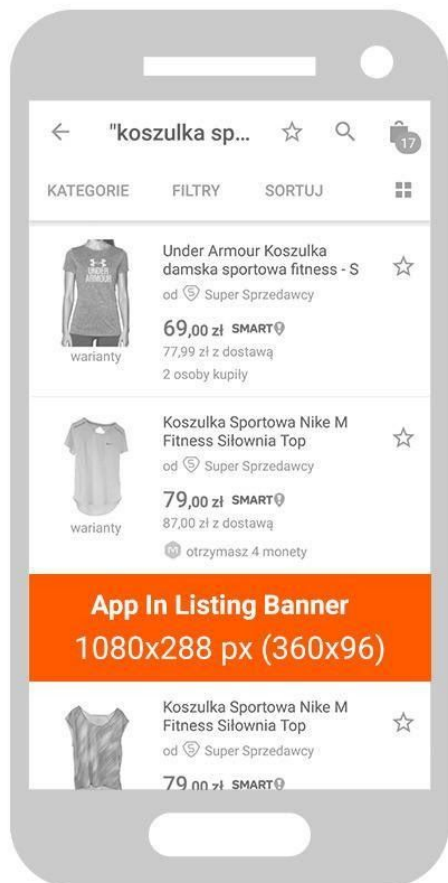 "koszulka sp...
17
KATEGORIE FILTRY SORTUJ
UNDER ARMOUR
warianty
Under Armour Koszulka
damska sportowa fitness - S
od S Super Sprzedawcy
69,00 zł SMART
77,99 zł z dostawą
2 osoby kupiły
warianty
Koszulka Sportowa Nike M
Fitness Siłownia Top
od S Super Sprzedawcy
79,00 zł SMART
87,00 zł z dostawą
M otrzymasz 4 monety
App In Listing Banner
1080x288 px (360x96)
Koszulka Sportowa Nike M
Fitness Siłownia Top
od S Super Sprzedawcy
79,00 zł SMART